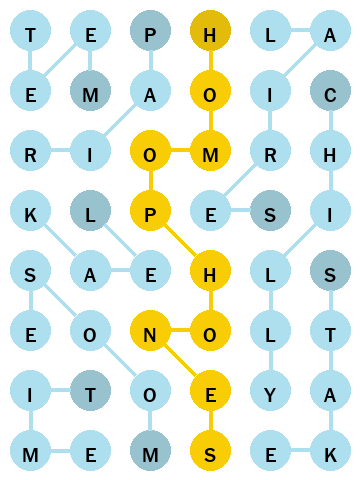 T E P H L A
E M A O I C
R I O M R H
K L P E S I
S A E H L S
E O N O L T
I T O E Y A
M E M S E K